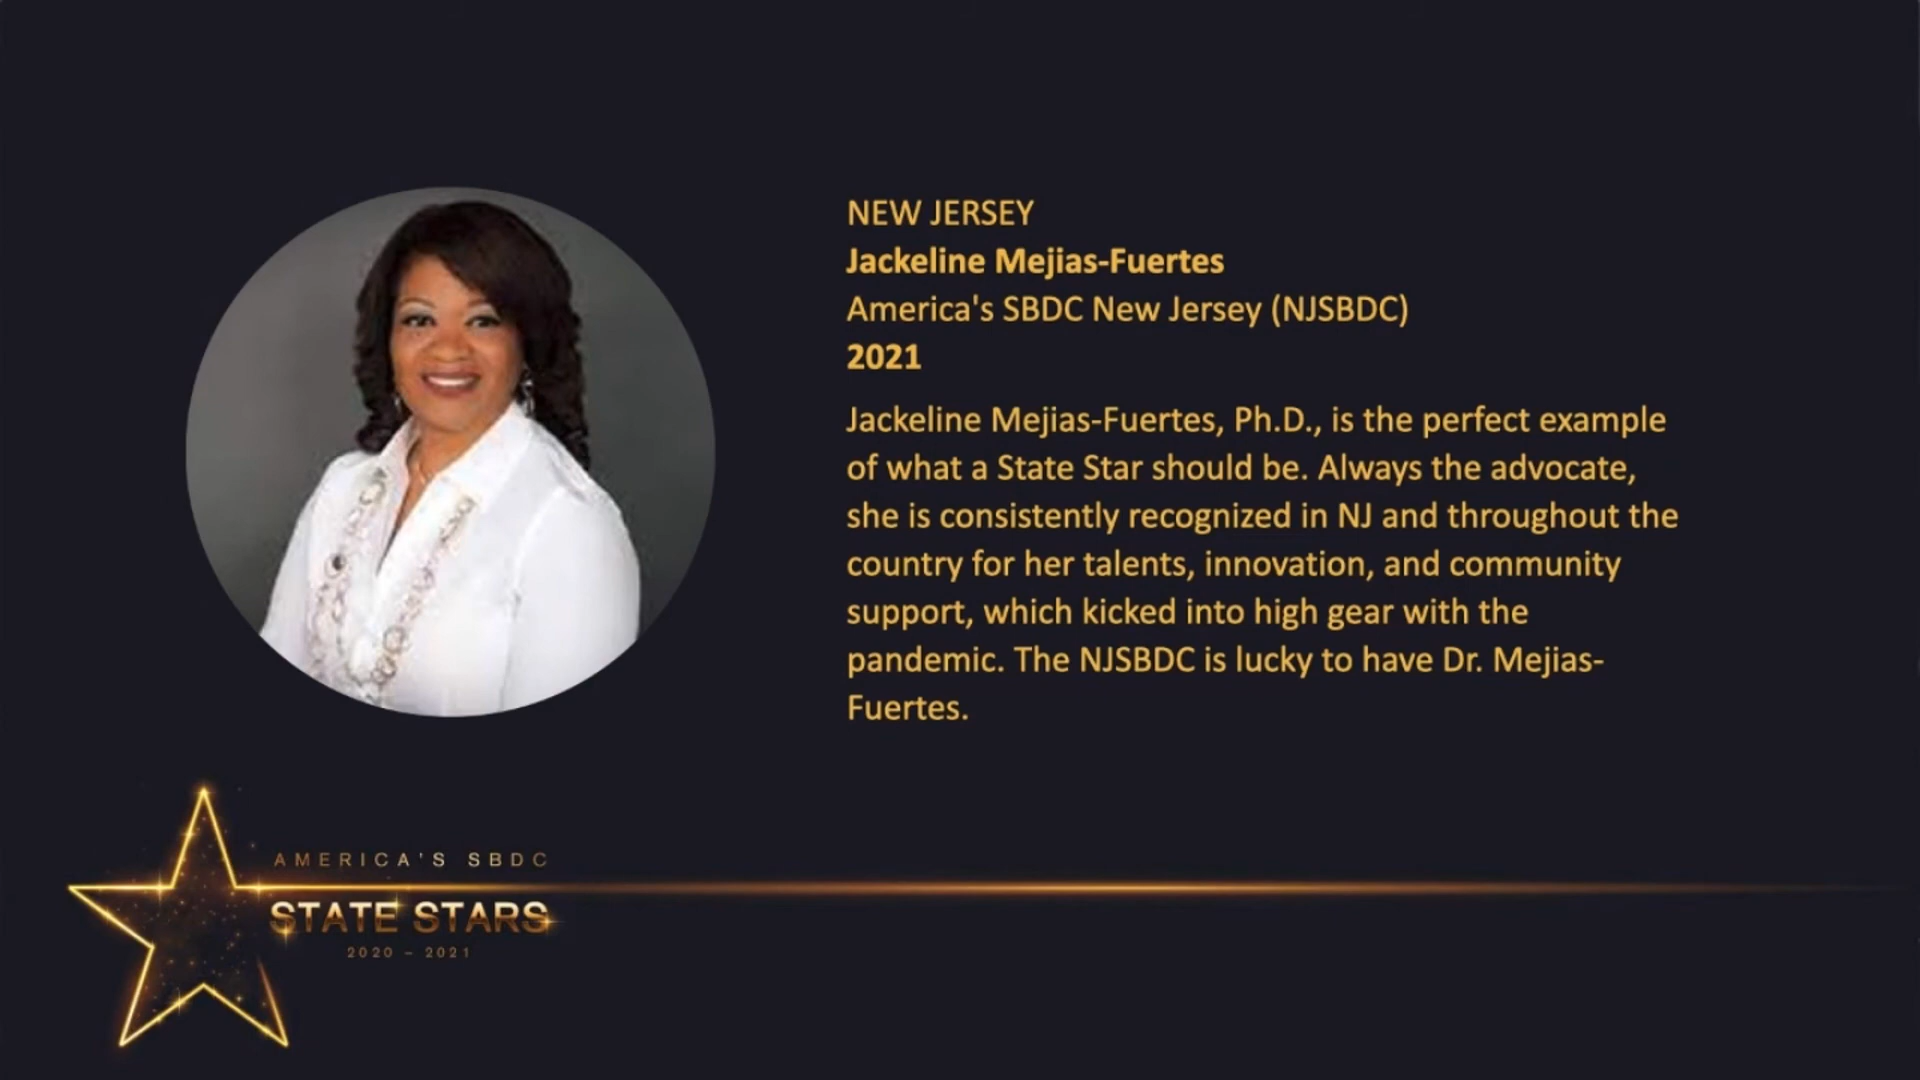 NEW JERSEY
Jackeline Mejias-Fuertes
America's SBDC New Jersey (NJSBDC)
2021
Jackeline Mejias-Fuertes, Ph.D., is the perfect example
of what a State Star should be. Always the advocate,
she is consistently recognized in NJ and throughout the
country for her talents, innovation, and community
support, which kicked into high gear with the
pandemic. The NJSBDC is lucky to have Dr. Mejias-
Fuertes.
AMERICA'S SBDC
STATE STARS
2020 – 2021